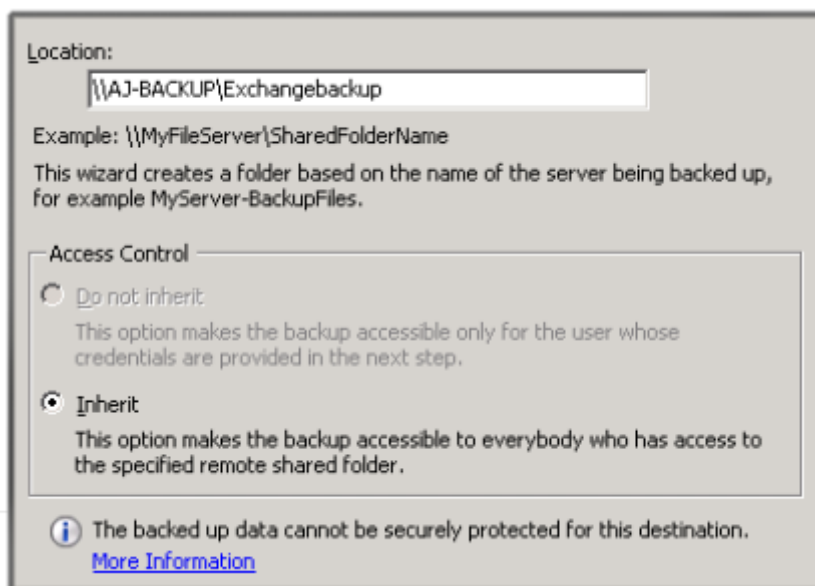 Location:
\\AJ-BACKUP\Exchangebackup
Example: \\MyFileServer\SharedFolderName
This wizard creates a folder based on the name of the server being backed up,
for example MyServer-BackupFiles.
Access Control
Do not inherit
This option makes the backup accessible only for the user whose
credentials are provided in the next step.
Inherit
This option makes the backup accessible to everybody who has access to
the specified remote shared folder.
The backed up data cannot be securely protected for this destination.
More Information